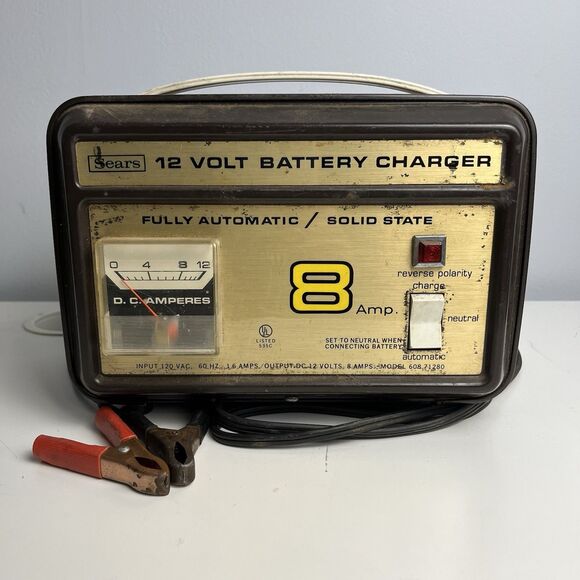 Sears 12 VOLT BATTERY CHARGER
FULLY AUTOMATIC / SOLID STATE
0 4 8 12
D.C. AMPERES
8 Amp.
reverse polarity
charge
neutral
automatic
UL
LISTED
535C
SET TO NEUTRAL WHEN
CONNECTING BATTERY
INPUT 120 VAC, 60 HZ, 1.6 AMPS/OUTPUT DC 12 VOLTS, 8 AMPS-MODEL 608.71280